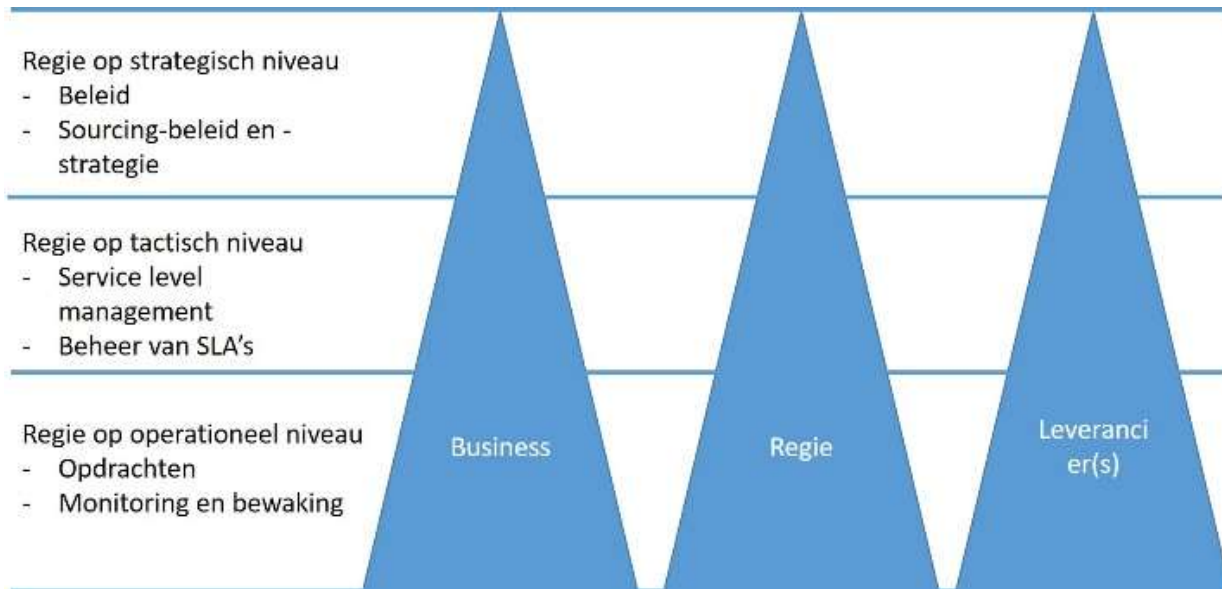 Regie op strategisch niveau
- Beleid
- Sourcing-beleid en -
strategie
Regie op tactisch niveau
- Service level
management
- Beheer van SLA's
Regie op operationeel niveau
- Opdrachten
- Monitoring en bewaking
Business
Regie
Leveranci
er(s)